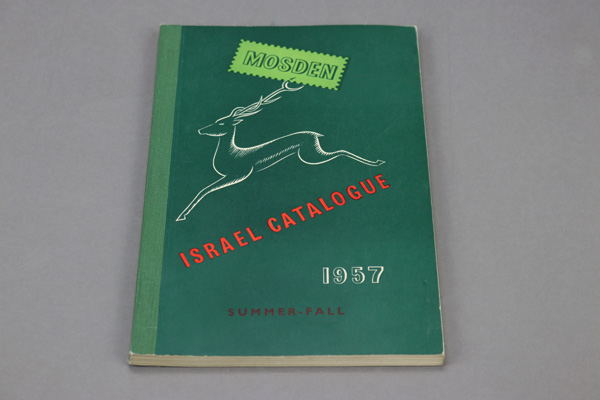 MOSDEN
ISRAEL CATALOGUE
1957
SUMMER-FALL